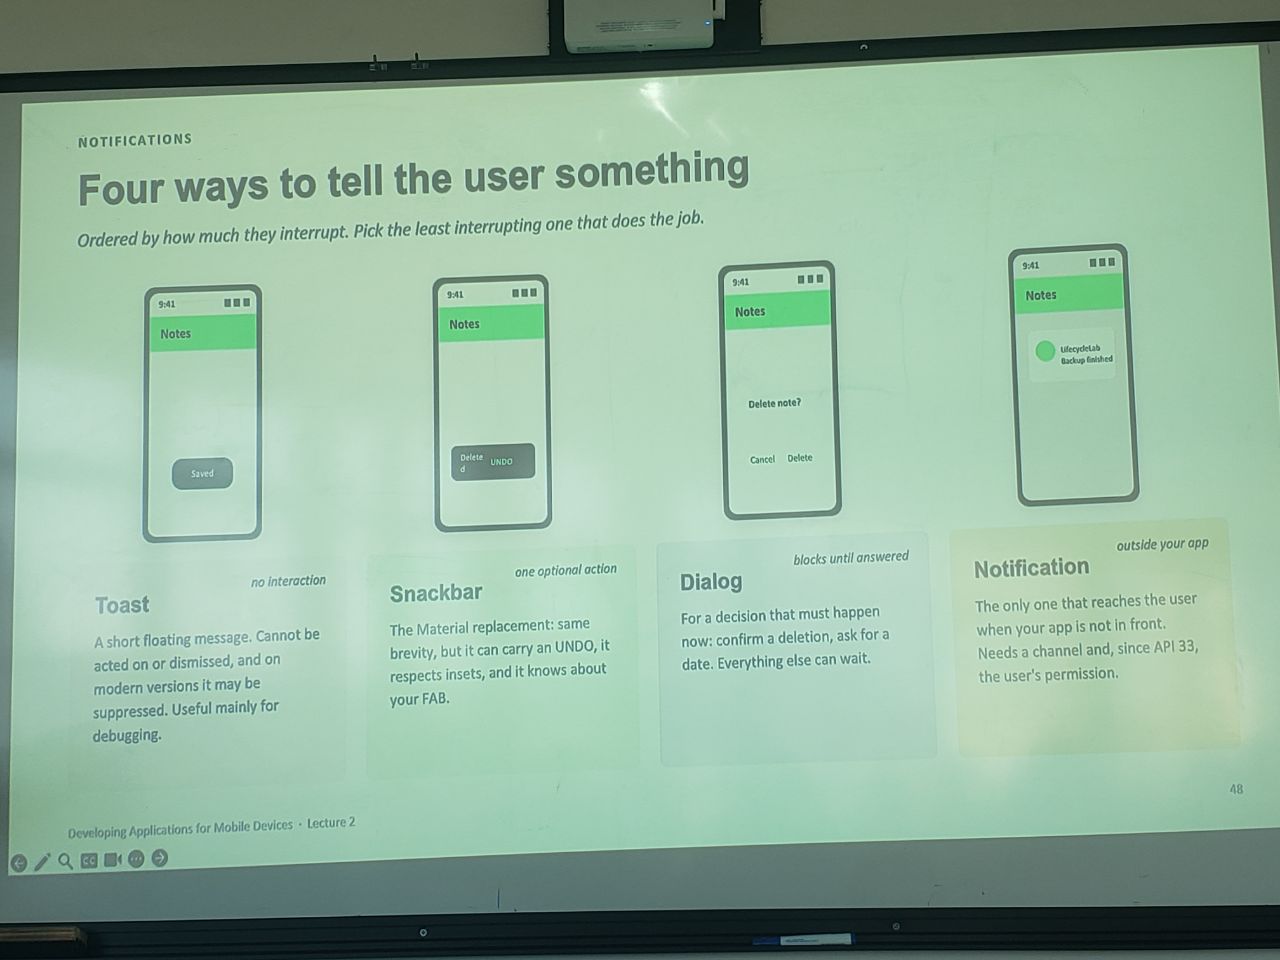 NOTIFICATIONS
Four ways to tell the user something
Ordered by how much they interrupt. Pick the least interrupting one that does the job.
9:41
Notes
Saved
9:41
Notes
Delete
d
UNDO
9:41
Notes
Delete note?
Cancel Delete
9:41
Notes
LifecycleLab
Backup finished
no interaction
Toast
A short floating message. Cannot be
acted on or dismissed, and on
modern versions it may be
suppressed. Useful mainly for
debugging.
one optional action
Snackbar
The Material replacement: same
brevity, but it can carry an UNDO, it
respects insets, and it knows about
your FAB.
blocks until answered
Dialog
For a decision that must happen
now: confirm a deletion, ask for a
date. Everything else can wait.
outside your app
Notification
The only one that reaches the user
when your app is not in front.
Needs a channel and, since API 33,
the user's permission.
48
Developing Applications for Mobile Devices · Lecture 2
CC